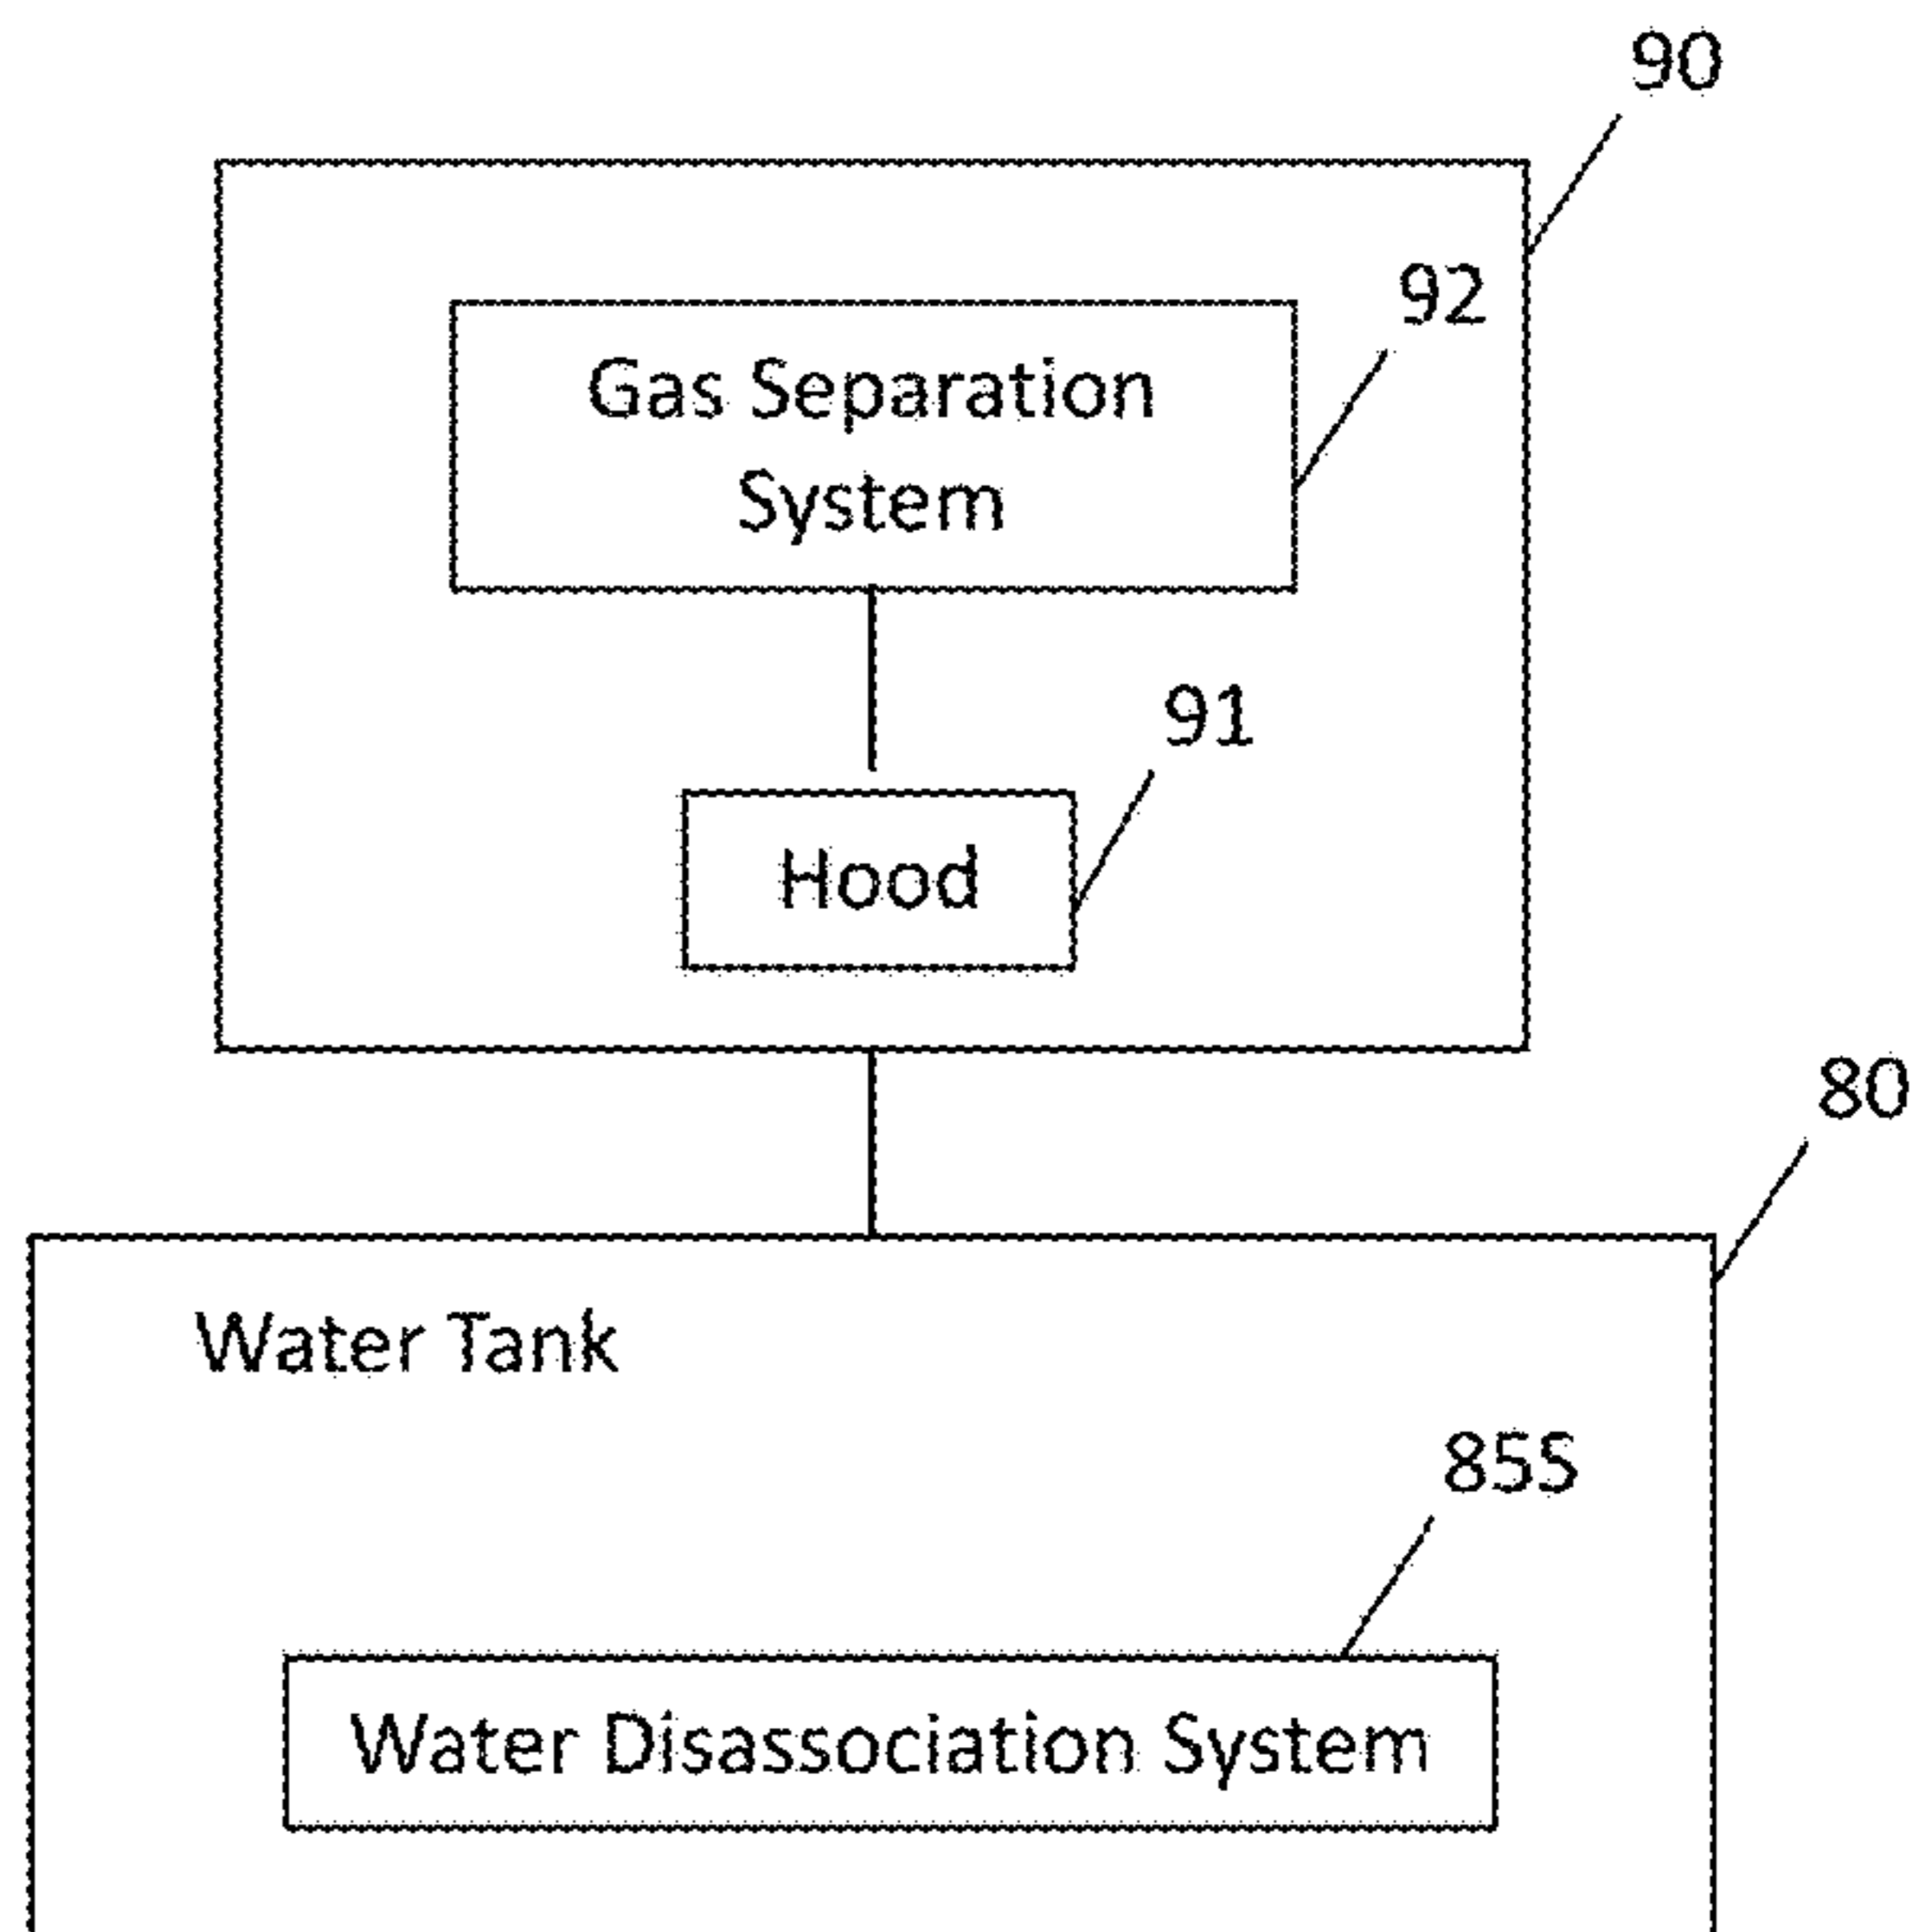 90
92
Gas Separation
System
91
Hood
80
Water Tank
85S
Water Disassociation System